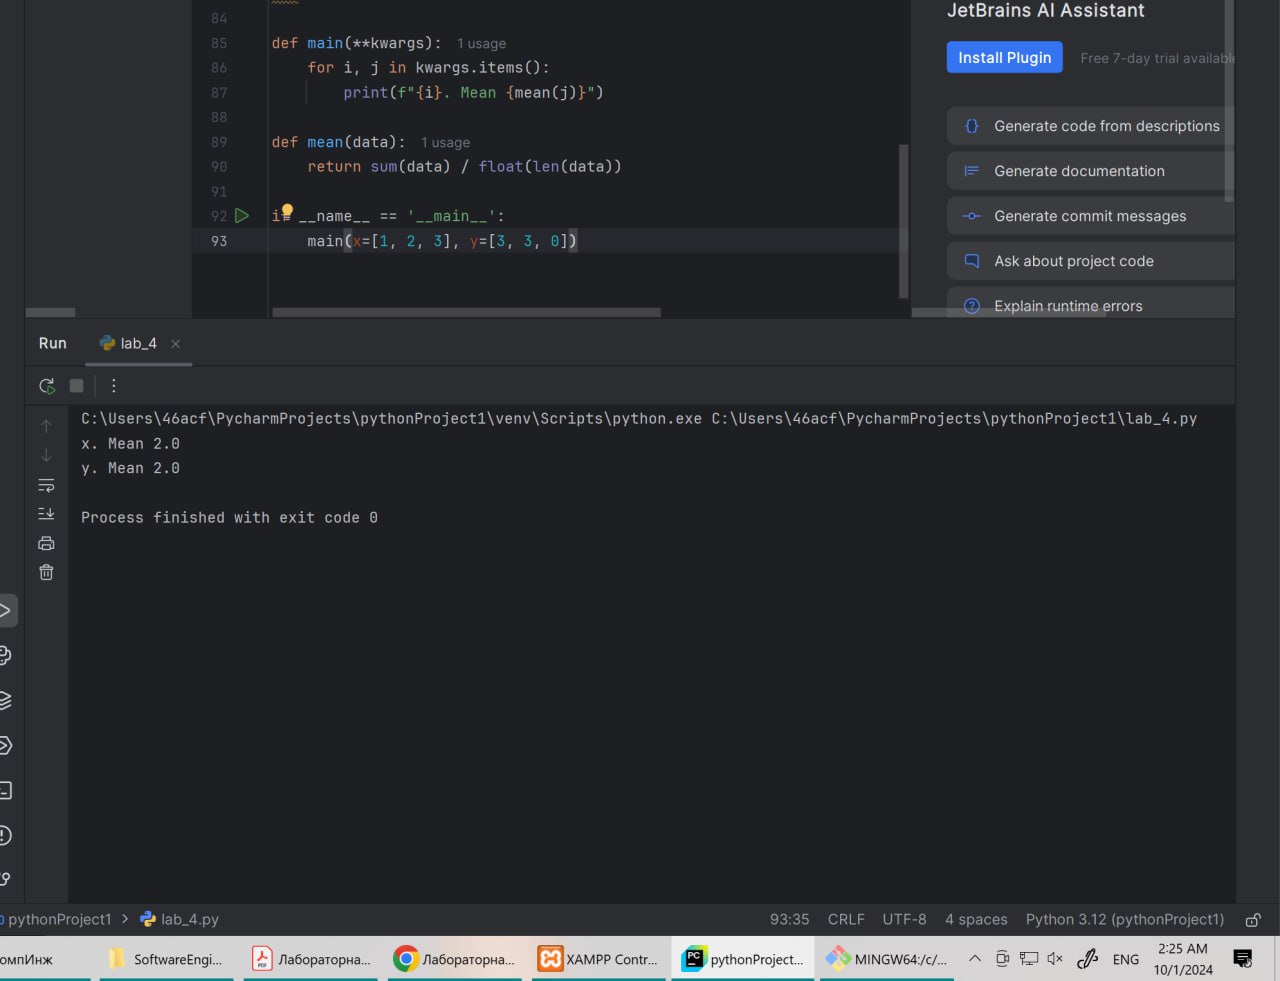 84
JetBrains AI Assistant
85 def main(**kwargs): 1 usage
86 for i, j in kwargs.items():
87 print(f"{i}. Mean {mean(j)}")
88
89 def mean(data): 1 usage
90 return sum(data) / float(len(data))
91
92 if __name__ == '__main__':
93 main(x=[1, 2, 3], y=[3, 3, 0])
Install Plugin Free 7-day trial available
Generate code from descriptions
Generate documentation
Generate commit messages
Ask about project code
Explain runtime errors
Run lab_4
C:\Users\46acf\PycharmProjects\pythonProject1\venv\Scripts\python.exe C:\Users\46acf\PycharmProjects\pythonProject1\lab_4.py
x. Mean 2.0
y. Mean 2.0
Process finished with exit code 0
pythonProject1 > lab_4.py 93:35 CRLF UTF-8 4 spaces Python 3.12 (pythonProject1)
омпИнж SoftwareEngi... Лабораторна... Лабораторна... XAMPP Contr... PC pythonProject... MINGW64:/c/... ENG 2:25 AM
10/1/2024